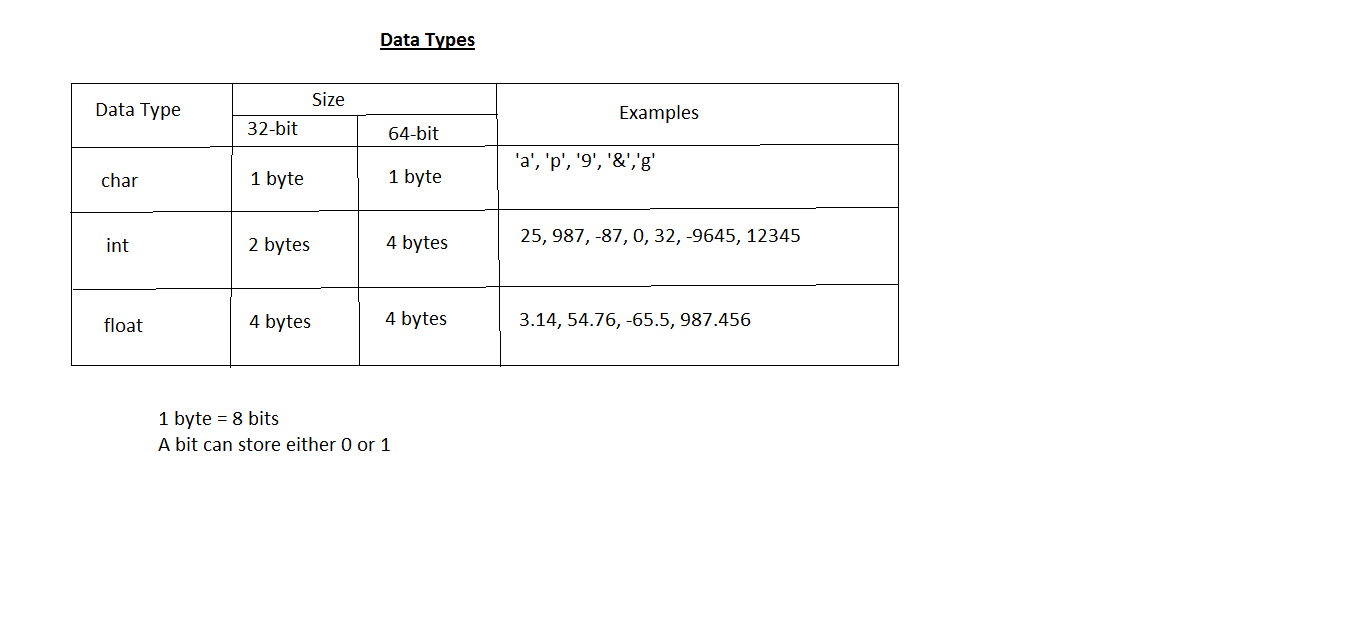 Data Types
Data Type Size Examples
32-bit 64-bit
char 1 byte 1 byte 'a', 'p', '9', '&','g'
int 2 bytes 4 bytes 25, 987, -87, 0, 32, -9645, 12345
float 4 bytes 4 bytes 3.14, 54.76, -65.5, 987.456
1 byte = 8 bits
A bit can store either 0 or 1